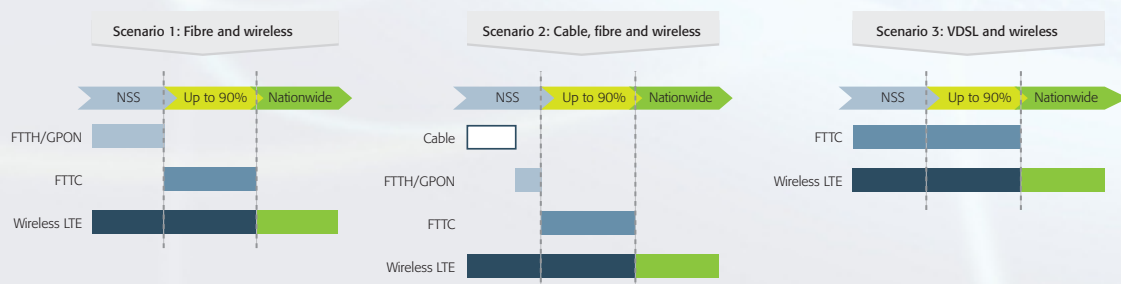 Scenario 1: Fibre and wireless
NSS
Up to 90%
Nationwide
FTTH/GPON
FTTC
Wireless LTE
Scenario 2: Cable, fibre and wireless
NSS
Up to 90%
Nationwide
Cable
FTTH/GPON
FTTC
Wireless LTE
Scenario 3: VDSL and wireless
NSS
Up to 90%
Nationwide
FTTC
Wireless LTE